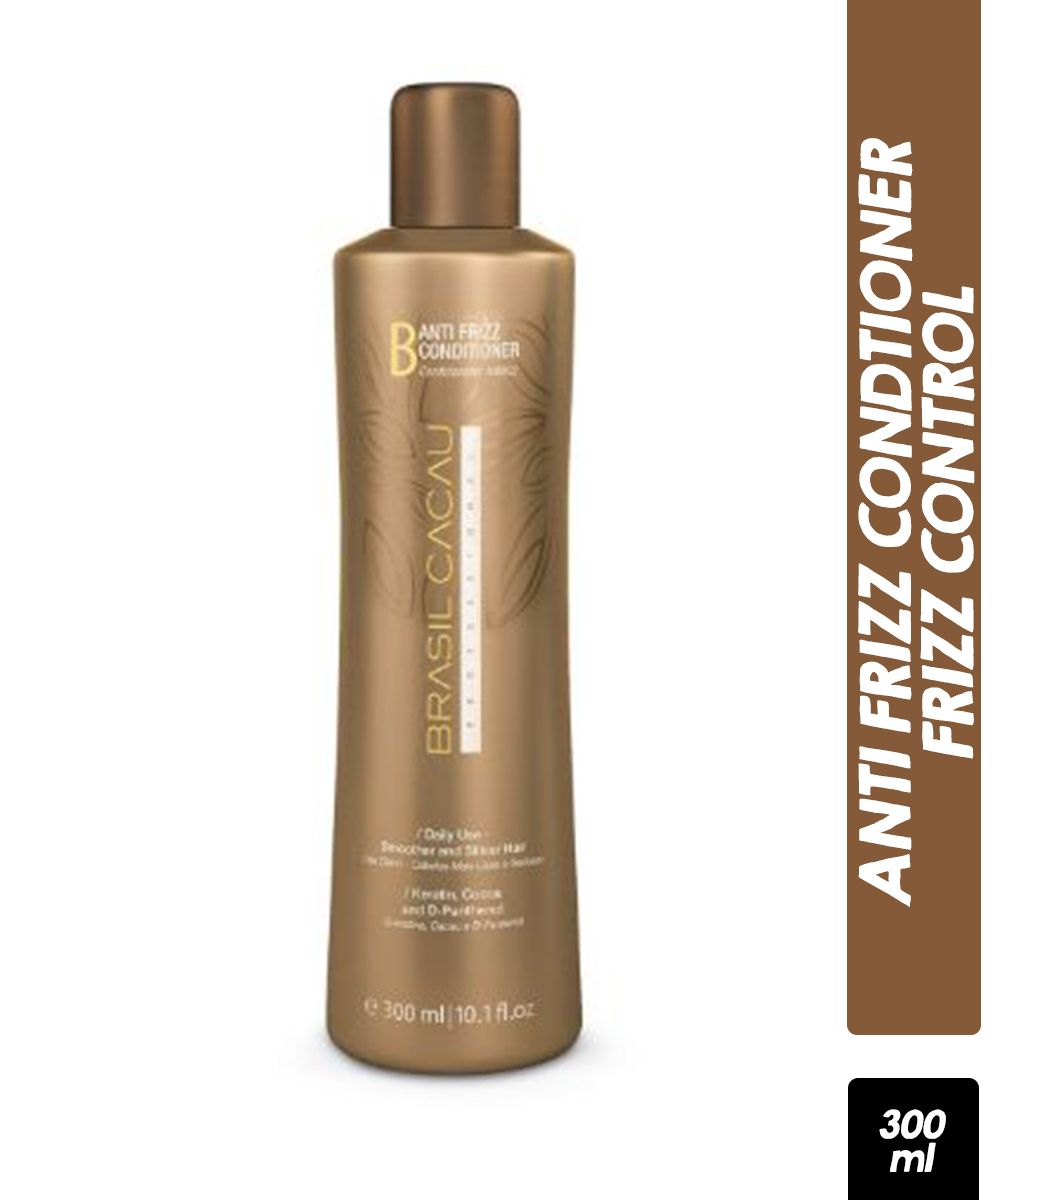 B
ANTI FRIZZ
CONDITIONER
BRASIL CACAU
PROFESSIONAL
/ Daily Use -
Smoother and Silkier Hair
/ Keratin, Cocoa
and D-Panthenol
e 300 ml | 10.1 fl.oz
ANTI FRIZZ CONDTIONER
FRIZZ CONTROL
300
ml